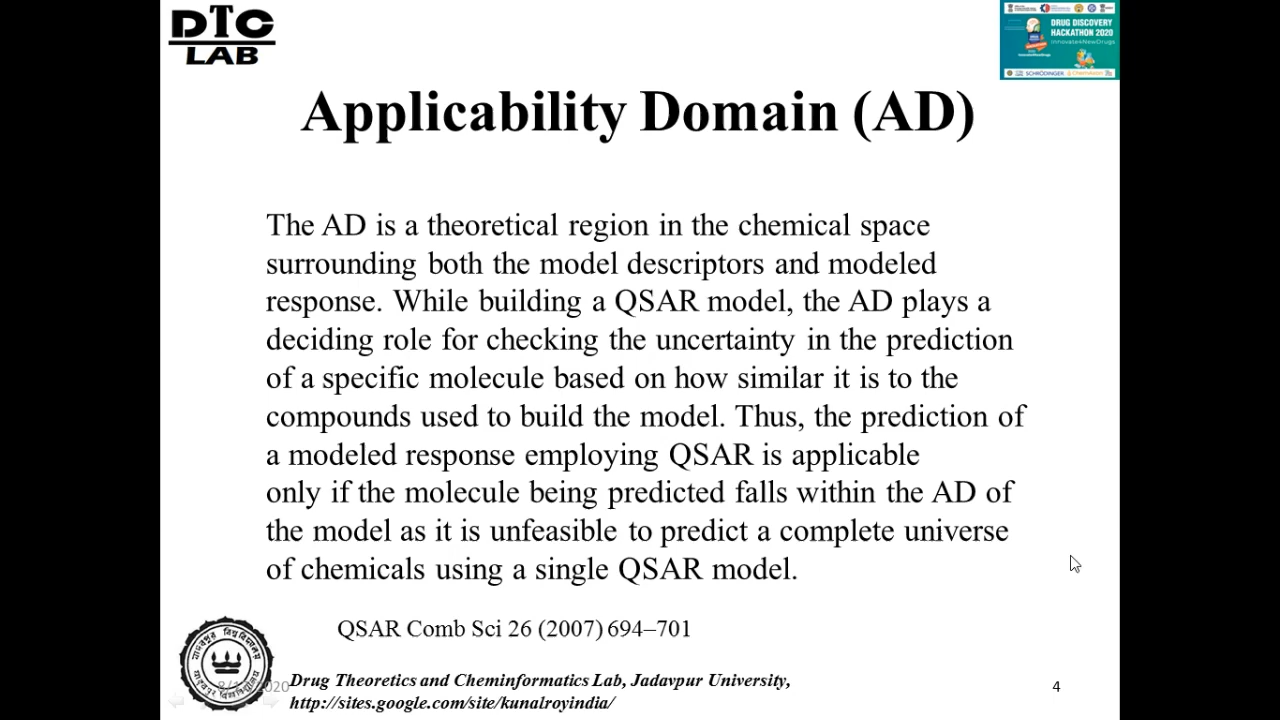 DTC
LAB
DRUG DISCOVERY
HACKATHON 2020
SCHRÖDINGER
Applicability Domain (AD)
The AD is a theoretical region in the chemical space
surrounding both the model descriptors and modeled
response. While building a QSAR model, the AD plays a
deciding role for checking the uncertainty in the prediction
of a specific molecule based on how similar it is to the
compounds used to build the model. Thus, the prediction of
a modeled response employing QSAR is applicable
only if the molecule being predicted falls within the AD of
the model as it is unfeasible to predict a complete universe
of chemicals using a single QSAR model.
QSAR Comb Sci 26 (2007) 694–701
Drug Theoretics and Cheminformatics Lab, Jadavpur University,
http://sites.google.com/site/kunalroyindia/
4